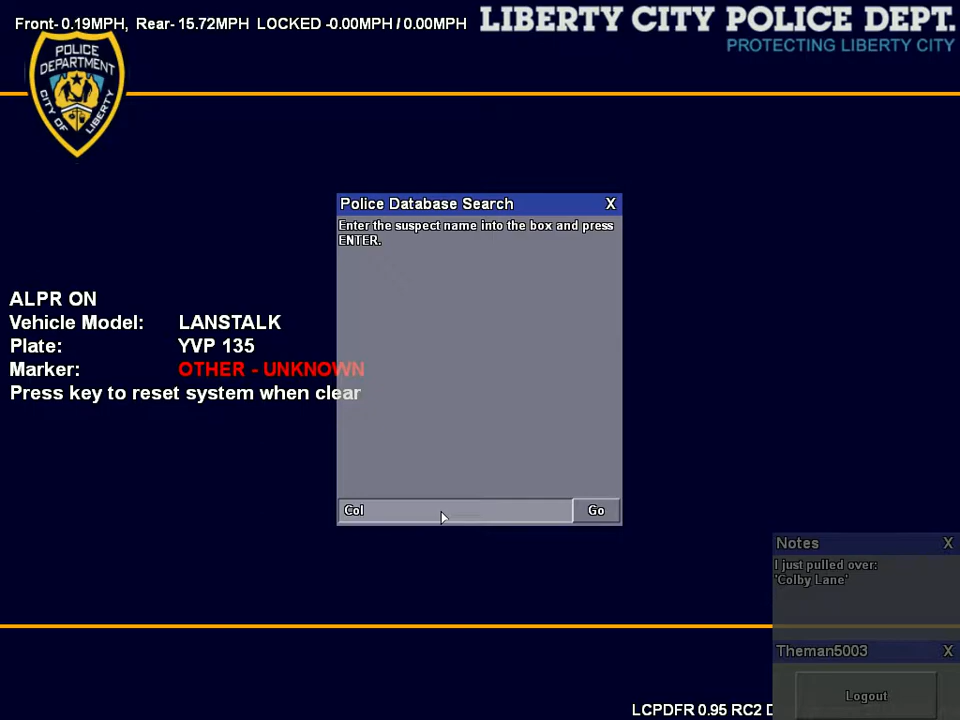 Front- 0.19MPH, Rear- 15.72MPH LOCKED -0.00MPH / 0.00MPH
LIBERTY CITY POLICE DEPT.
PROTECTING LIBERTY CITY
POLICE
DEPARTMENT
CITY OF LIBERTY
Police Database Search X
Enter the suspect name into the box and press
ENTER.
ALPR ON
Vehicle Model: LANSTALK
Plate: YVP 135
Marker: OTHER - UNKNOWN
Press key to reset system when clear
Col Go
Notes X
I just pulled over:
'Colby Lane'
Theman5003 X
Logout
LCPDFR 0.95 RC2 D